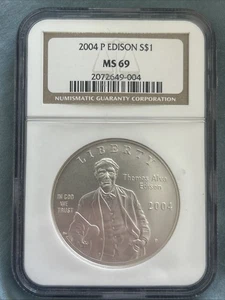 2004 P EDISON S$1
MS 69
2072649-004
NUMISMATIC GUARANTY CORPORATION
LIBERTY
Thomas Alva
Edison
IN GOD
WE
TRUST
2004
$1